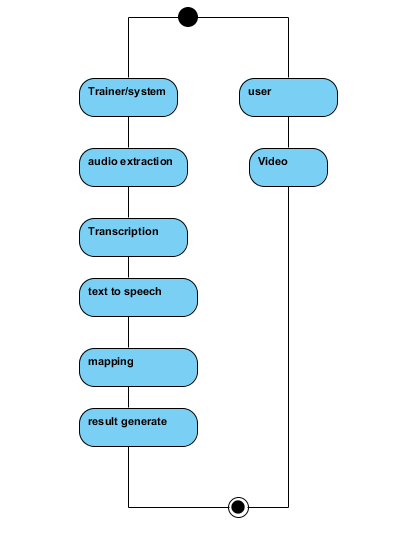 Trainer/system
user
audio extraction
Video
Transcription
text to speech
mapping
result generate